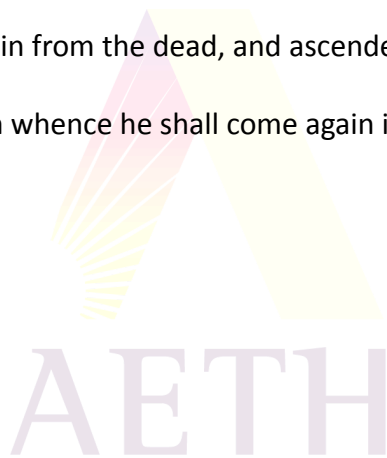 in from the dead, and ascende
whence he shall come again i
AETH